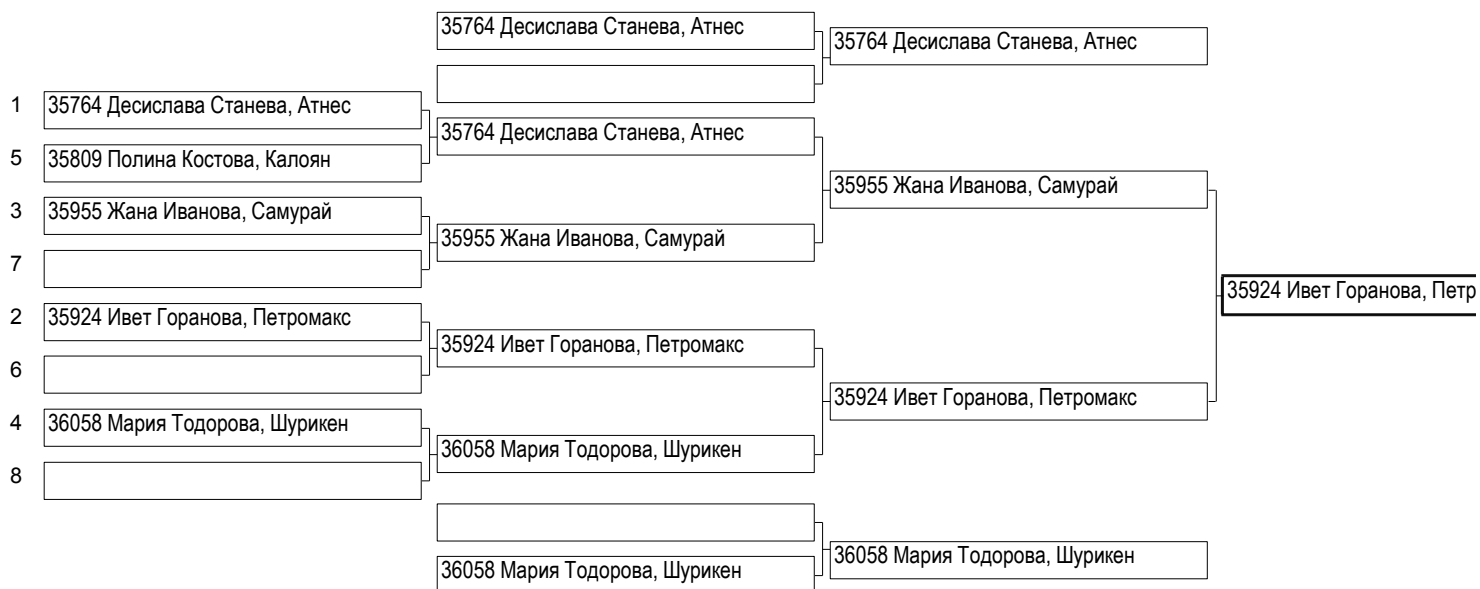 35764 Десислава Станева, Атнес
35764 Десислава Станева, Атнес
1 35764 Десислава Станева, Атнес
35764 Десислава Станева, Атнес
5 35809 Полина Костова, Калоян
35955 Жана Иванова, Самурай
3 35955 Жана Иванова, Самурай
35955 Жана Иванова, Самурай
7
35924 Ивет Горанова, Петр
2 35924 Ивет Горанова, Петромакс
35924 Ивет Горанова, Петромакс
6
35924 Ивет Горанова, Петромакс
4 36058 Мария Тодорова, Шурикен
36058 Мария Тодорова, Шурикен
8
36058 Мария Тодорова, Шурикен
36058 Мария Тодорова, Шурикен